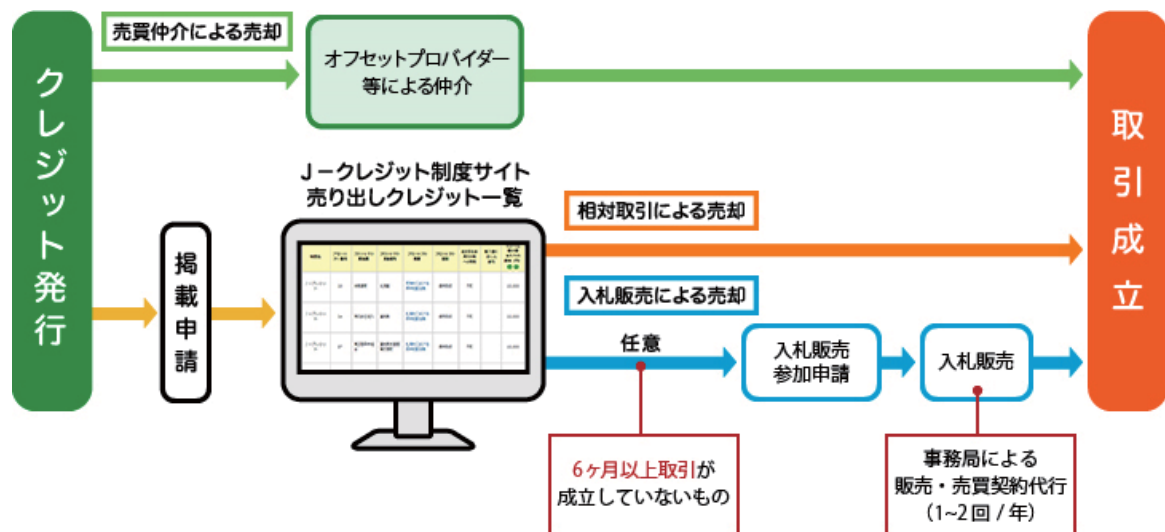 クレジット発行
売買仲介による売却
オフセットプロバイダー
等による仲介
掲載申請
J－クレジット制度サイト
売り出しクレジット一覧
相対取引による売却
入札販売による売却
任意
入札販売
参加申請
入札販売
6ヶ月以上取引が
成立していないもの
事務局による
販売・売買契約代行
（1~2回 / 年）
取引成立